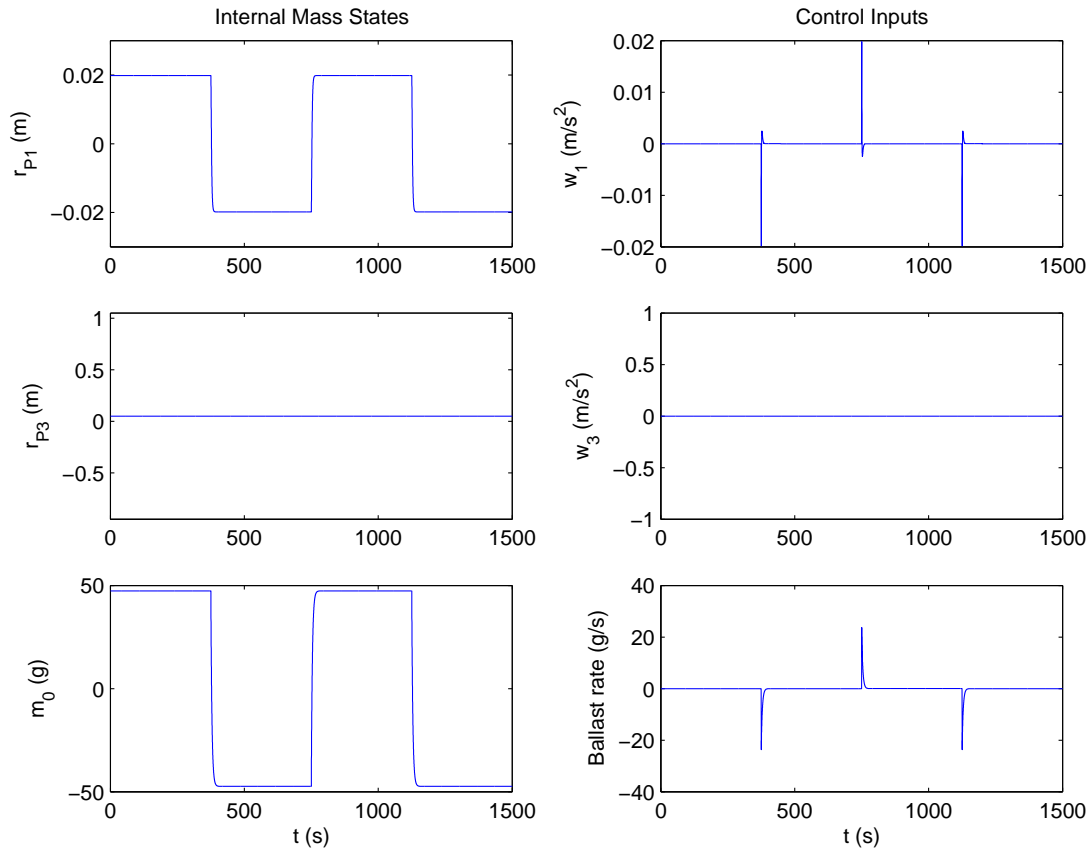 Internal Mass States
Control Inputs
r_P1 (m)
0.02
0
−0.02
0 500 1000 1500
w_1 (m/s^2)
0.02
0.01
0
−0.01
−0.02
0 500 1000 1500
r_P3 (m)
1
0.5
0
−0.5
0 500 1000 1500
w_3 (m/s^2)
1
0.5
0
−0.5
−1
0 500 1000 1500
m_0 (g)
50
0
−50
0 500 1000 1500
t (s)
Ballast rate (g/s)
40
20
0
−20
−40
0 500 1000 1500
t (s)